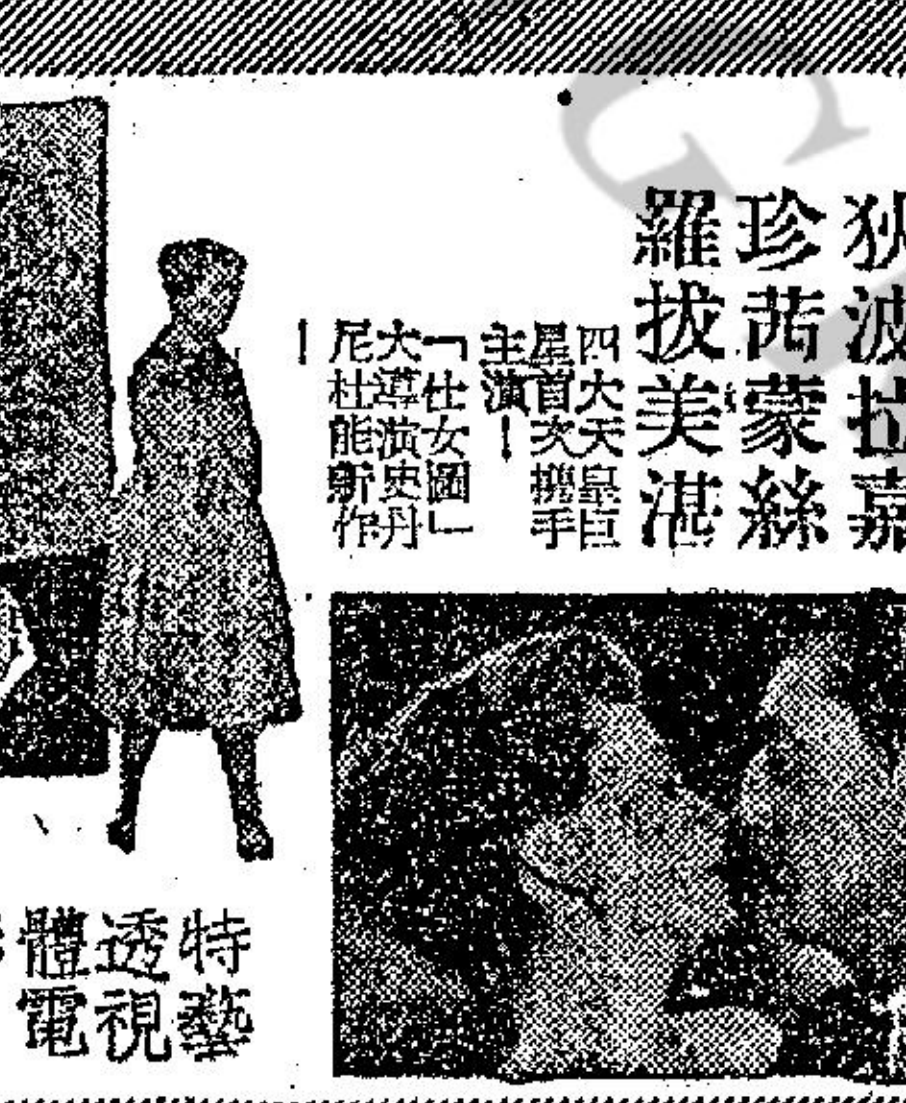 狄波拉嘉
珍茜蒙絲
羅拔美湛
四大天皇巨
星首次攜手
主演！
「仕女圖」
大導演史丹
尼杜能新作
！
特透體
藝視電